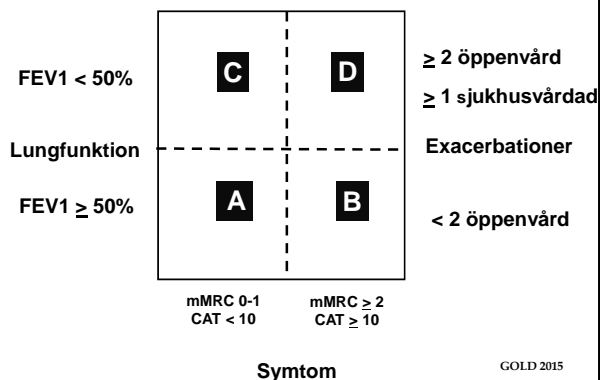 C
D
FEV1 < 50%
≥ 2 öppenvård
≥ 1 sjukhusvårdad
Lungfunktion
Exacerbationer
A
B
FEV1 ≥ 50%
< 2 öppenvård
mMRC 0-1
CAT < 10
mMRC ≥ 2
CAT ≥ 10
Symtom
GOLD 2015